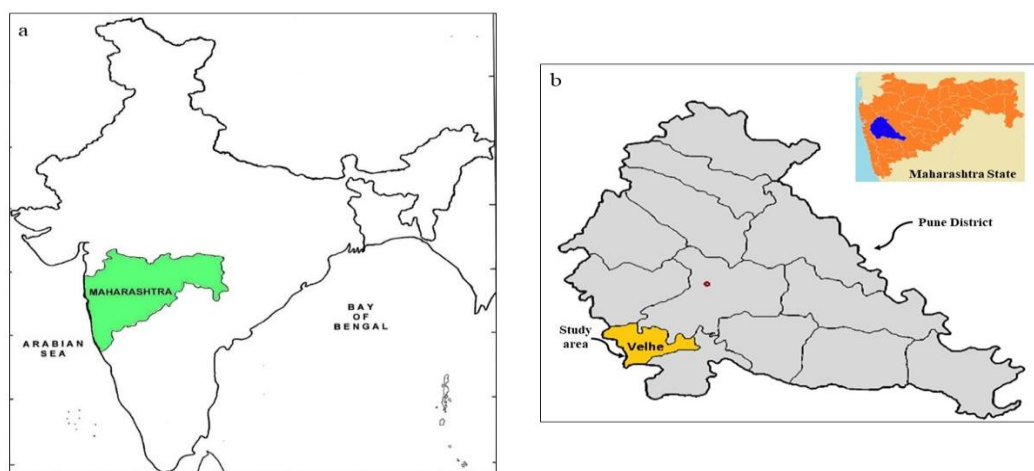 a
MAHARASHTRA
ARABIAN
SEA
BAY
OF
BENGAL
b
Maharashtra State
Pune District
Study
area
Velhe